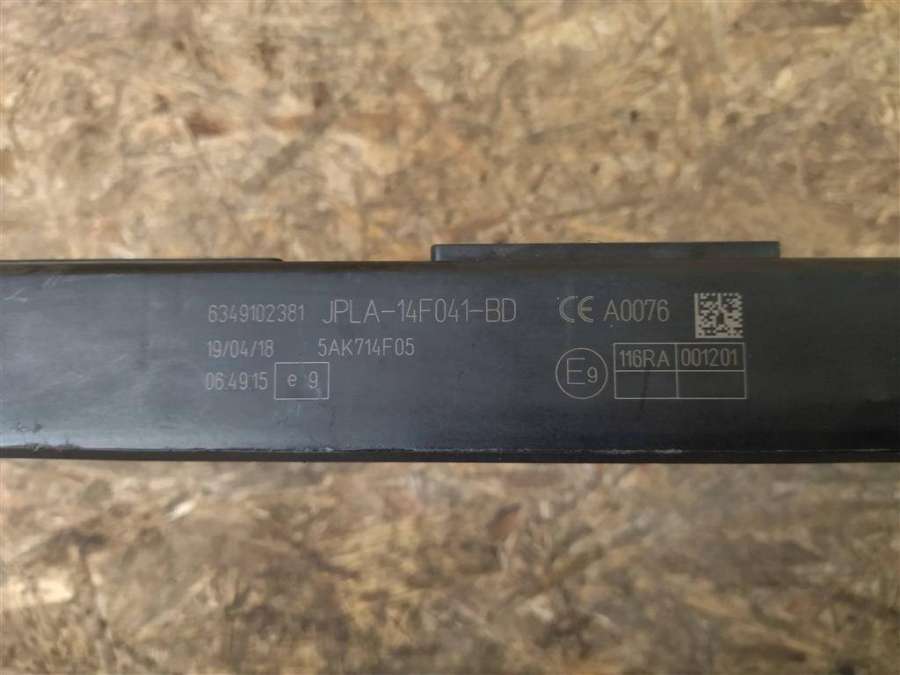 6349102381 JPLA-14F041-BD CE A0076
19/04/18 5AK714F05
06.49.15 e 9
E9 116RA 001201